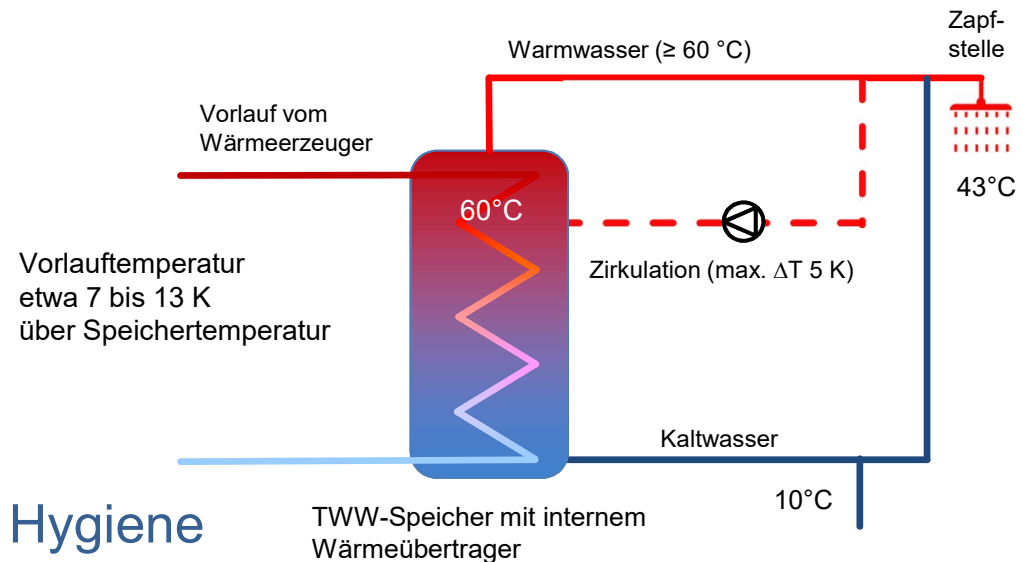 Warmwasser (≥ 60 °C)
Zapf-
stelle
Vorlauf vom
Wärmeerzeuger
43°C
60°C
Vorlauftemperatur
etwa 7 bis 13 K
über Speichertemperatur
Zirkulation (max. ΔT 5 K)
Kaltwasser
10°C
Hygiene
TWW-Speicher mit internem
Wärmeübertrager